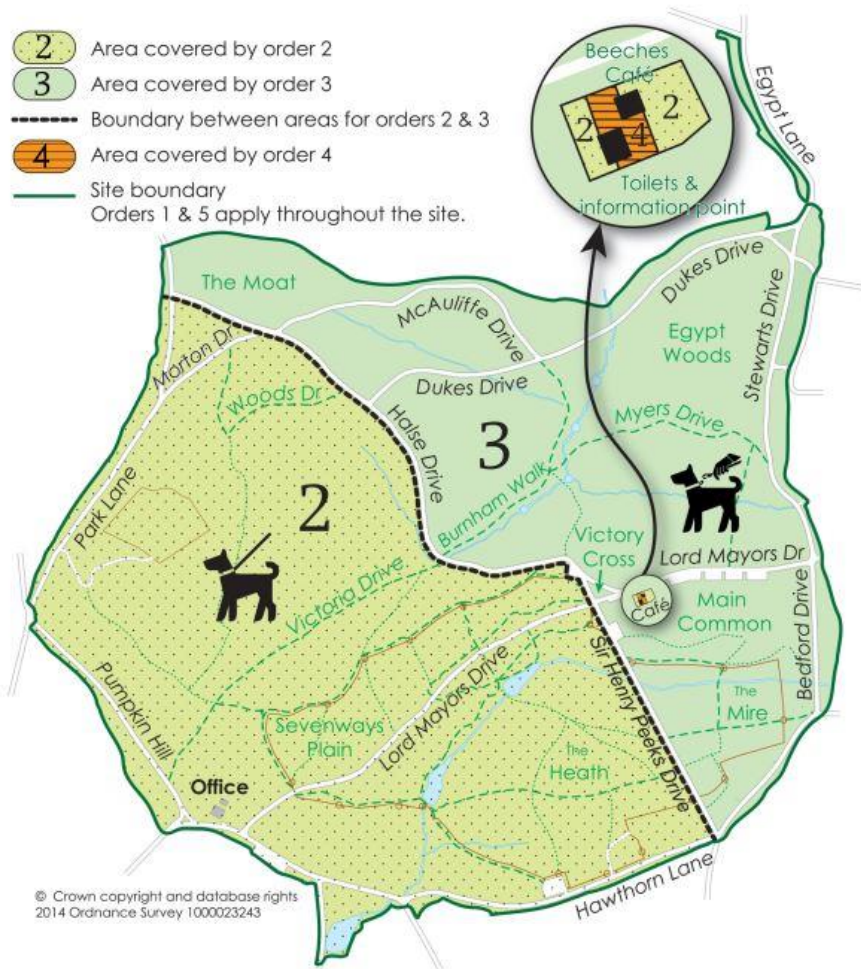 2 Area covered by order 2
3 Area covered by order 3
Boundary between areas for orders 2 & 3
4 Area covered by order 4
Site boundary
Orders 1 & 5 apply throughout the site.
Beeches
Café
2
2
4
Toilets &
information point
Egypt Lane
The Moat
McAuliffe Drive
Dukes Drive
Morton Dr
Woods Dr
Dukes Drive
Egypt
Woods
Stewarts Drive
Halse Drive
3
Myers Drive
Park Lane
2
Burnham Walk
Victory
Cross
Lord Mayors Dr
Victoria Drive
Café
Main
Common
Bedford Drive
Pumpkin Hill
Sevenways
Plain
Lord Mayors Drive
Sir Henry Peeks Drive
The
Mire
The
Heath
Office
Hawthorn Lane
© Crown copyright and database rights
2014 Ordnance Survey 1000023243